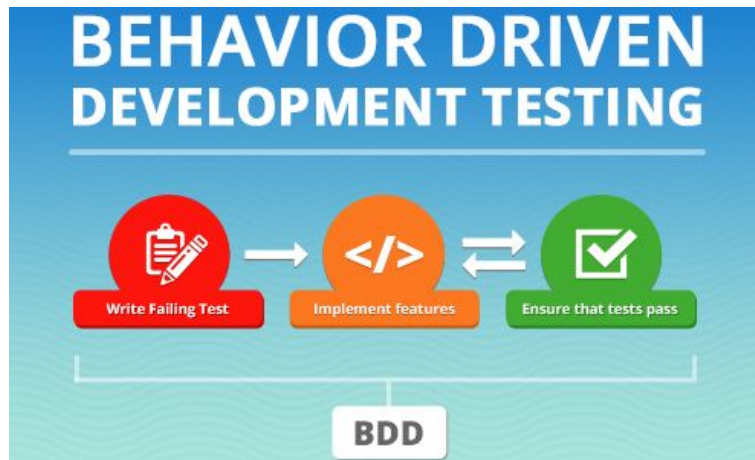 BEHAVIOR DRIVEN
DEVELOPMENT TESTING
</>
Write Failing Test
Implement features
Ensure that tests pass
BDD